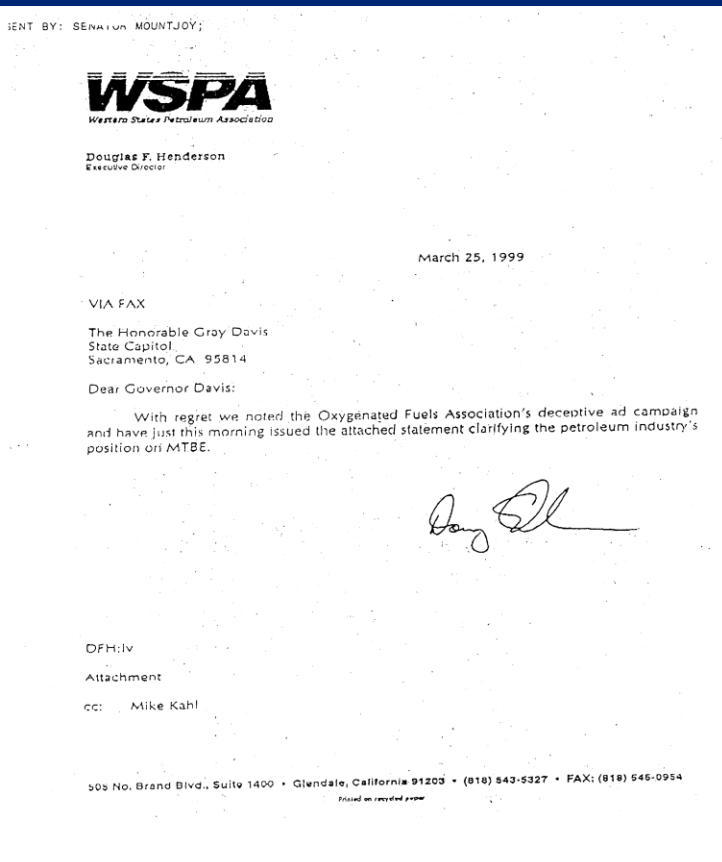 SENT BY: SENATOR MOUNTJOY;
WSPA
Western States Petroleum Association
Douglas F. Henderson
Executive Director
March 25, 1999
VIA FAX
The Honorable Gray Davis
State Capitol
Sacramento, CA 95814
Dear Governor Davis:
With regret we noted the Oxygenated Fuels Association's deceptive ad campaign
and have just this morning issued the attached statement clarifying the petroleum industry's
position on MTBE.
Doug
DFH:lv
Attachment
cc: Mike Kahl
505 No. Brand Blvd., Suite 1400 • Glendale, California 91203 • (818) 543-5327 • FAX: (818) 545-0954
Printed on recycled paper